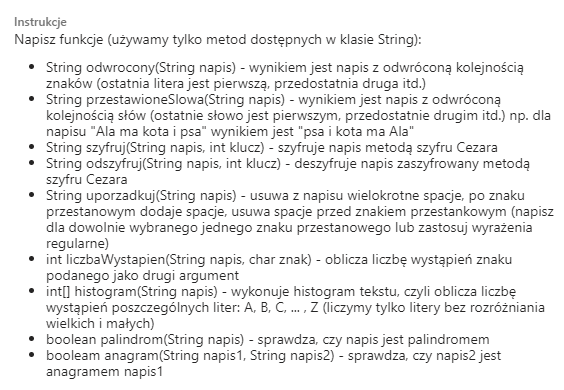 Instrukcje
Napisz funkcje (używamy tylko metod dostępnych w klasie String):
• String odwrocony(String napis) - wynikiem jest napis z odwróconą kolejnością
znaków (ostatnia litera jest pierwszą, przedostatnia druga itd.)
• String przestawioneSlowa(String napis) - wynikiem jest napis z odwróconą
kolejnością słów (ostatnie słowo jest pierwszym, przedostatnie drugim itd.) np. dla
napisu "Ala ma kota i psa" wynikiem jest "psa i kota ma Ala"
• String szyfruj(String napis, int klucz) - szyfruje napis metodą szyfru Cezara
• String odszyfruj(String napis, int klucz) - deszyfruje napis zaszyfrowany metodą
szyfru Cezara
• String uporzadkuj(String napis) - usuwa z napisu wielokrotne spacje, po znaku
przestanowym dodaje spacje, usuwa spacje przed znakiem przestankowym (napisz
dla dowolnie wybranego jednego znaku przestanowego lub zastosuj wyrażenia
regularne)
• int liczbaWystapien(String napis, char znak) - oblicza liczbę wystąpień znaku
podanego jako drugi argument
• int[] histogram(String napis) - wykonuje histogram tekstu, czyli oblicza liczbę
wystąpień poszczególnych liter: A, B, C, ... , Z (liczymy tylko litery bez rozróżniania
wielkich i małych)
• boolean palindrom(String napis) - sprawdza, czy napis jest palindromem
• booleam anagram(String napis1, String napis2) - sprawdza, czy napis2 jest
anagramem napis1